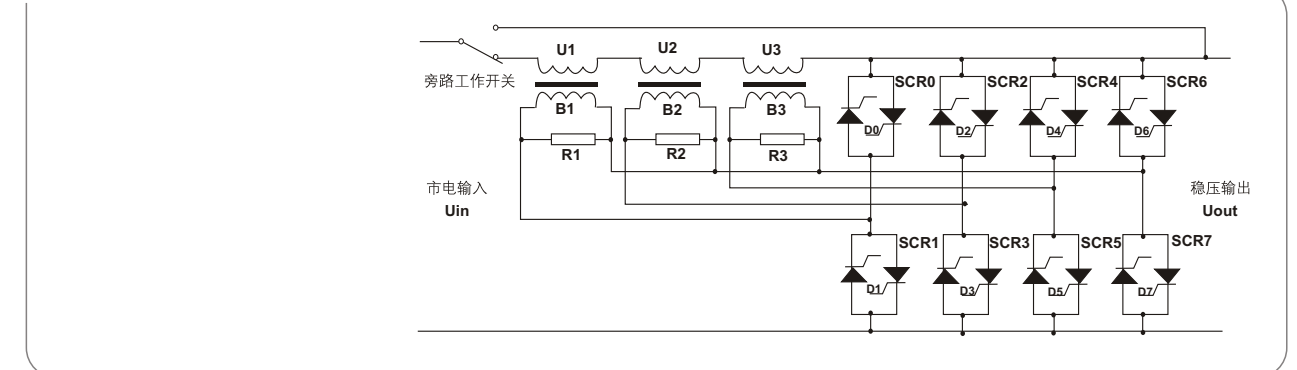 U1 U2 U3
旁路工作开关
SCR0 SCR2 SCR4 SCR6
B1 B2 B3
D0 D2 D4 D6
R1 R2 R3
市电输入 稳压输出
Uin Uout
SCR1 SCR3 SCR5 SCR7
D1 D3 D5 D7